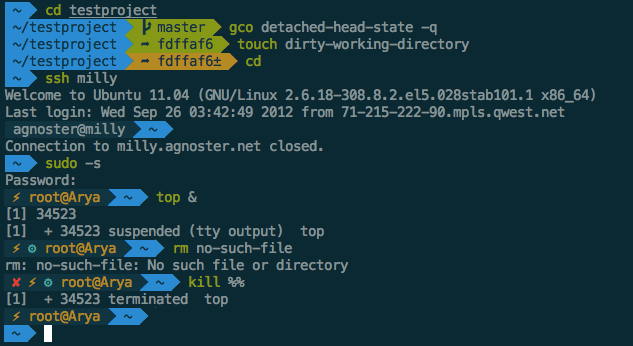 ~ cd testproject
~/testproject master gco detached-head-state -q
~/testproject ➦ fdffaf6 touch dirty-working-directory
~/testproject ➦ fdffaf6± cd
~ ssh milly
Welcome to Ubuntu 11.04 (GNU/Linux 2.6.18-308.8.2.el5.028stab101.1 x86_64)
Last login: Wed Sep 26 03:42:49 2012 from 71-215-222-90.mpls.qwest.net
agnoster@milly ~
Connection to milly.agnoster.net closed.
~ sudo -s
Password:
⚡ root@Arya ~ top &
[1] 34523
[1] + 34523 suspended (tty output) top
⚡ ⚙ root@Arya ~ rm no-such-file
rm: no-such-file: No such file or directory
✘ ⚡ ⚙ root@Arya ~ kill %%
[1] + 34523 terminated top
⚡ root@Arya ~
~